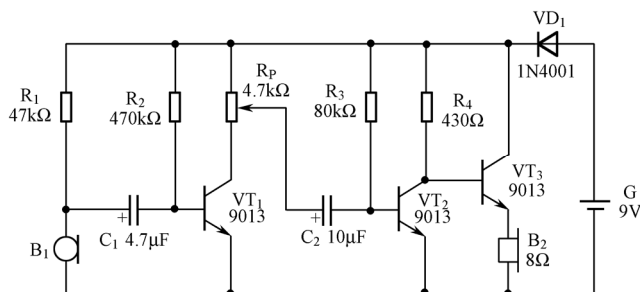 VD₁
1N4001
R₁
47kΩ
R₂
470kΩ
Rₚ
4.7kΩ
R₃
80kΩ
R₄
430Ω
VT₁
9013
VT₂
9013
VT₃
9013
G
9V
B₁
+
C₁ 4.7μF
+
C₂ 10μF
B₂
8Ω